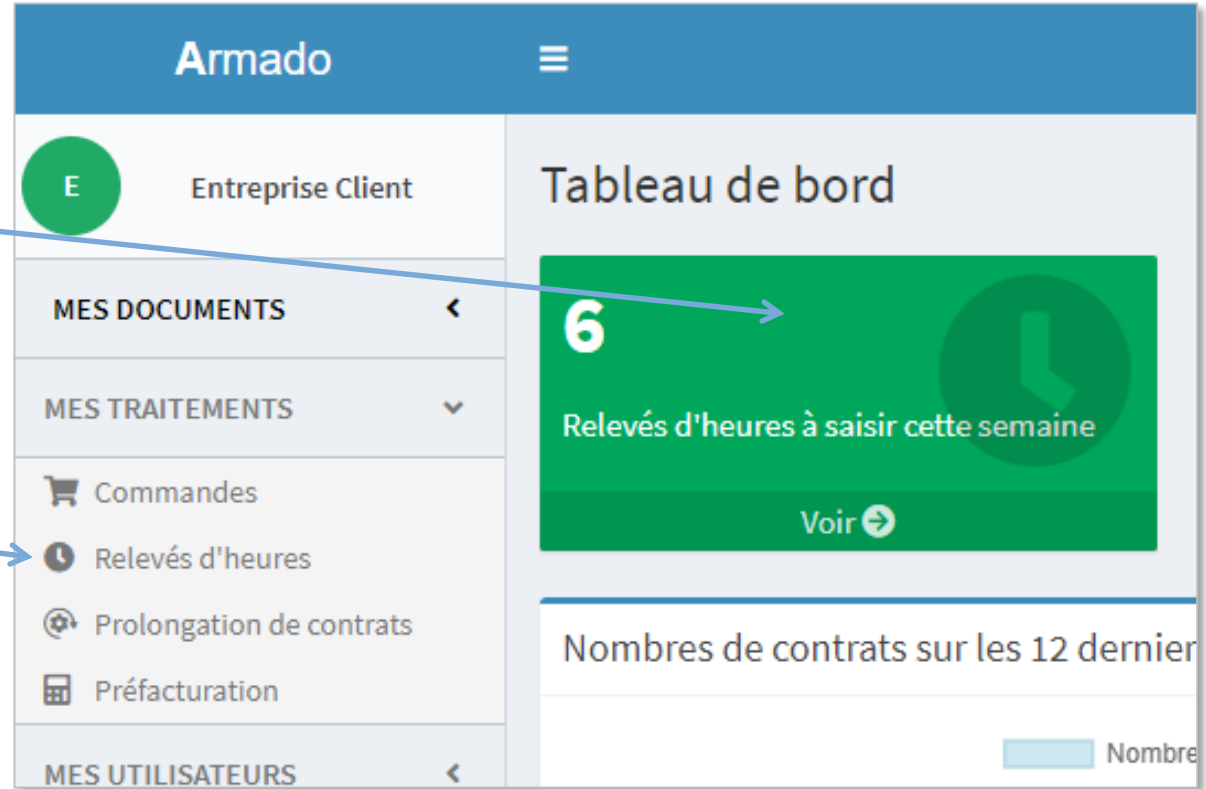 Armado
E
Entreprise Client
MES DOCUMENTS
MES TRAITEMENTS
Commandes
Relevés d'heures
Prolongation de contrats
Préfacturation
MES UTILISATEURS
Tableau de bord
6
Relevés d'heures à saisir cette semaine
Voir
Nombres de contrats sur les 12 dernier
Nombre